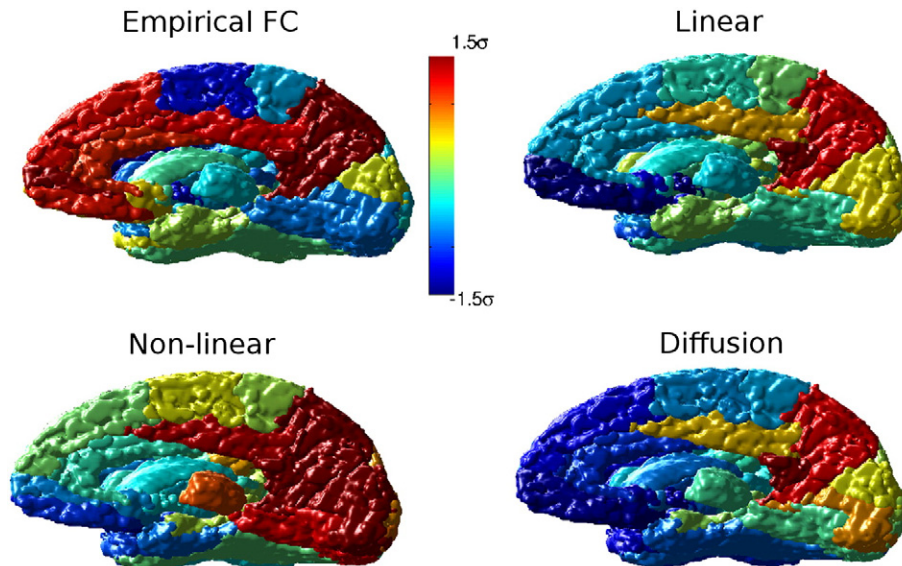 Empirical FC
Linear
1.5σ
-1.5σ
Non-linear
Diffusion